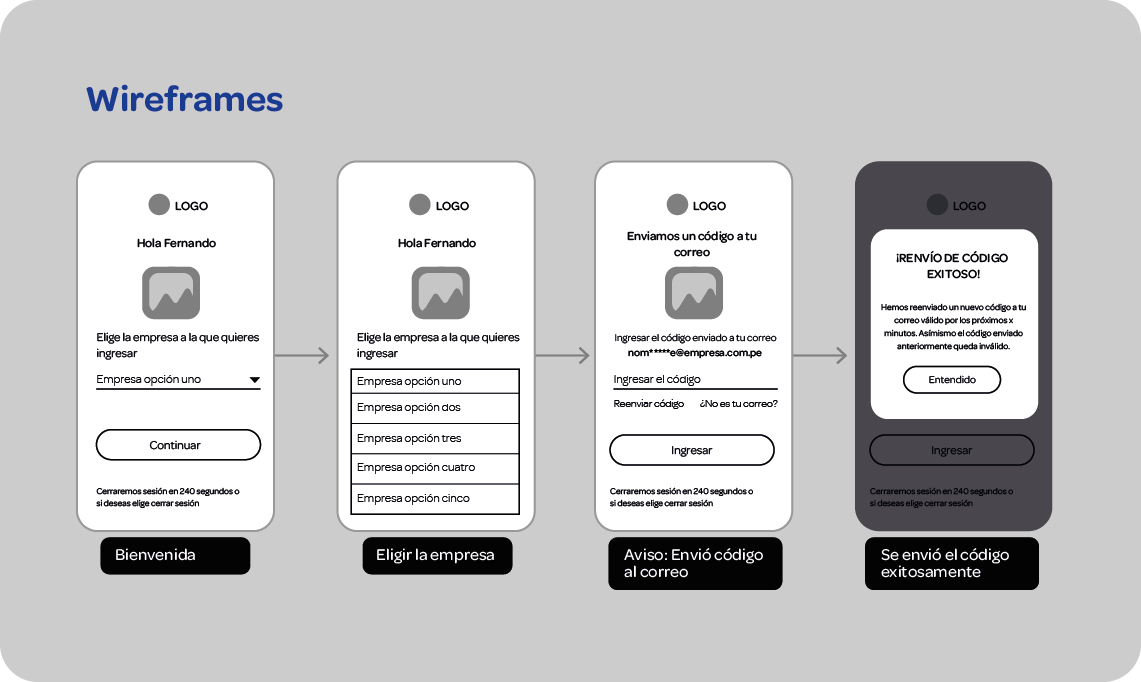 Wireframes
LOGO
Hola Fernando
Elige la empresa a la que quieres
ingresar
Empresa opción uno
Continuar
Cerraremos sesión en 240 segundos o
si deseas elige cerrar sesión
Bienvenida
LOGO
Hola Fernando
Elige la empresa a la que quieres
ingresar
Empresa opción uno
Empresa opción dos
Empresa opción tres
Empresa opción cuatro
Empresa opción cinco
Eligir la empresa
LOGO
Enviamos un código a tu
correo
Ingresar el código enviado a tu correo
nom*****e@empresa.com.pe
Ingresar el código
Reenviar código ¿No es tu correo?
Ingresar
Cerraremos sesión en 240 segundos o
si deseas elige cerrar sesión
Aviso: Envió código
al correo
LOGO
¡RENVÍO DE CÓDIGO
EXITOSO!
Hemos reenviado un nuevo código a tu
correo válido por los próximos x
minutos. Asímismo el código enviado
anteriormente queda inválido.
Entendido
Ingresar
Cerraremos sesión en 240 segundos o
si deseas elige cerrar sesión
Se envió el código
exitosamente